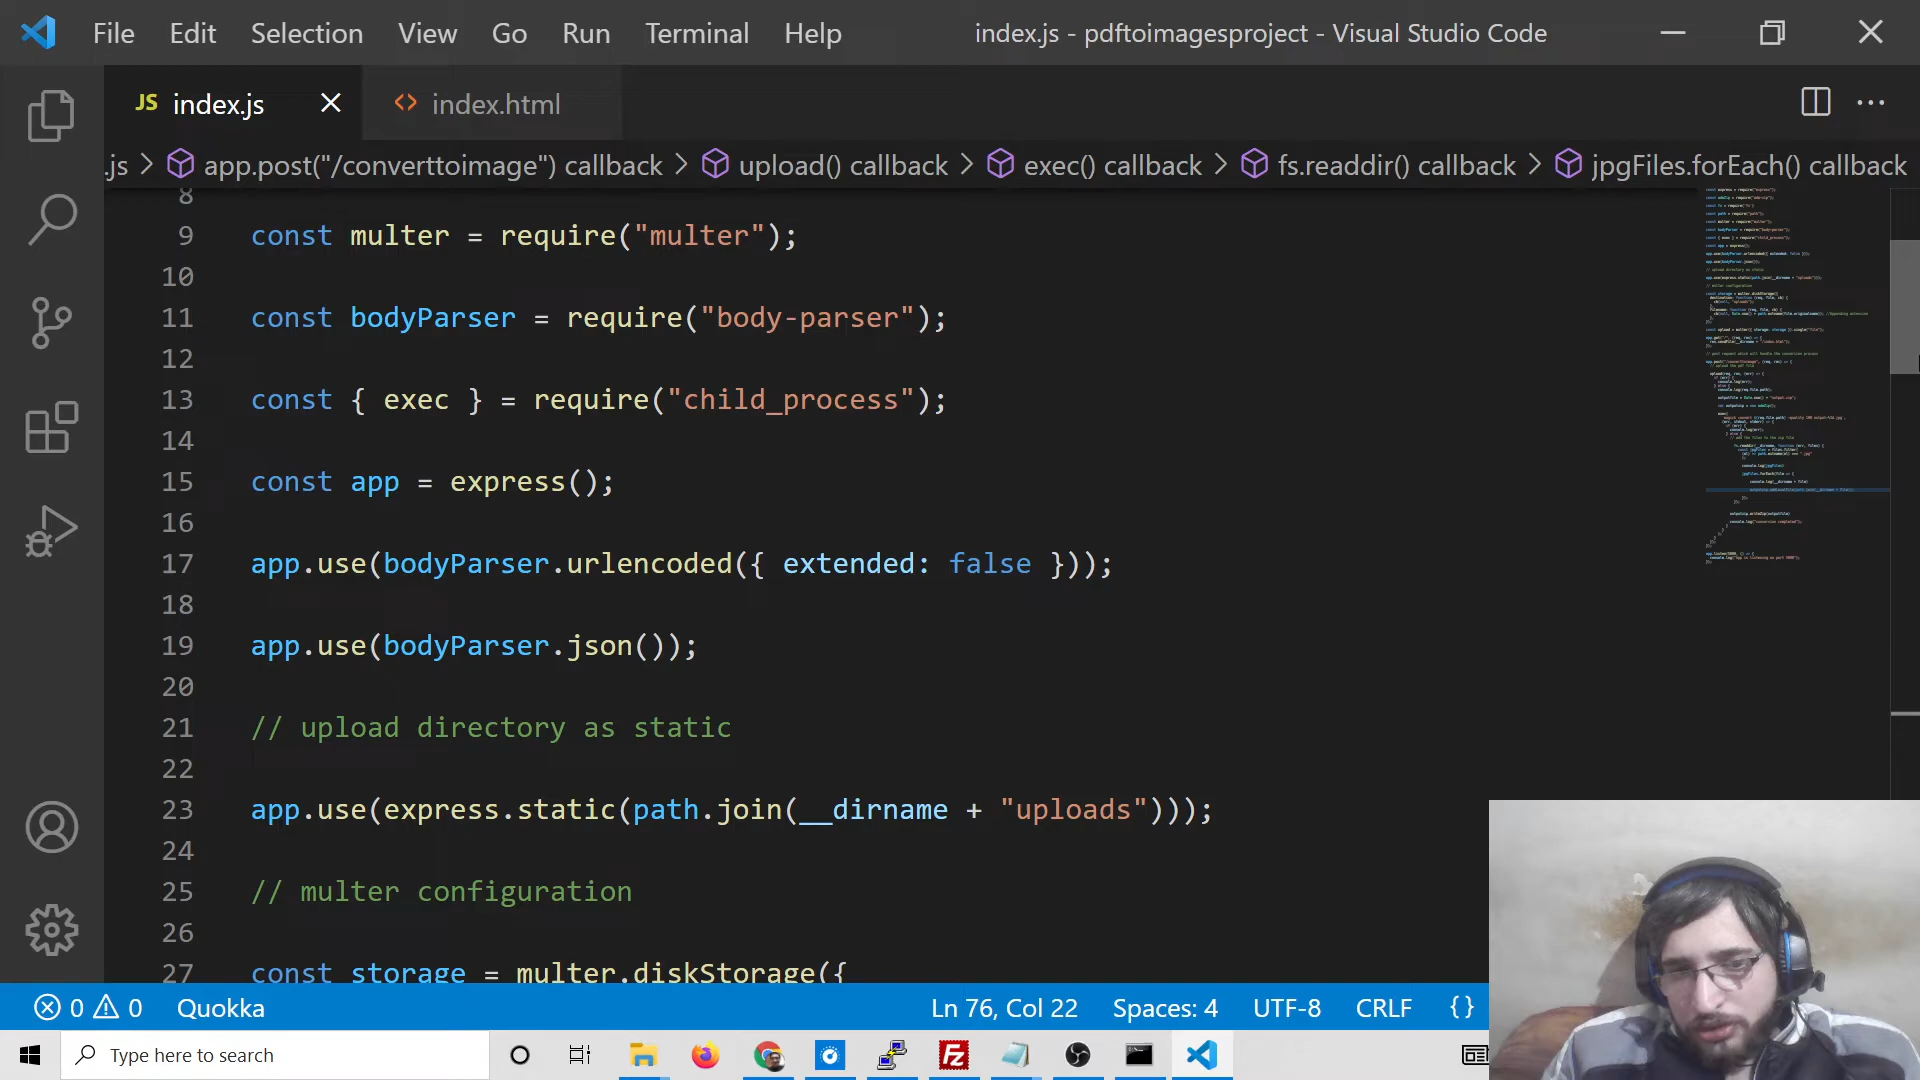 File Edit Selection View Go Run Terminal Help index.js - pdftoimagesproject - Visual Studio Code
JS index.js index.html
.js > app.post("/converttoimage") callback > upload() callback > exec() callback > fs.readdir() callback > jpgFiles.forEach() callback
8
9 const multer = require("multer");
10
11 const bodyParser = require("body-parser");
12
13 const { exec } = require("child_process");
14
15 const app = express();
16
17 app.use(bodyParser.urlencoded({ extended: false }));
18
19 app.use(bodyParser.json());
20
21 // upload directory as static
22
23 app.use(express.static(path.join(__dirname + "uploads")));
24
25 // multer configuration
26
27 const storage = multer.diskStorage({
0 0 Quokka Ln 76, Col 22 Spaces: 4 UTF-8 CRLF {}
Type here to search